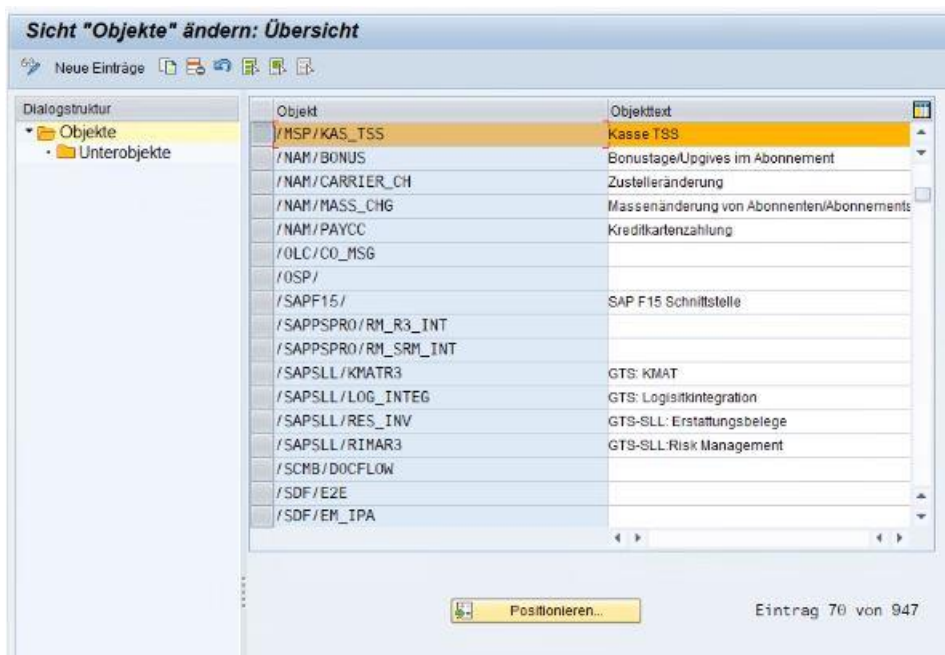 Sicht "Objekte" ändern: Übersicht
Neue Einträge
Dialogstruktur
Objekte
Unterobjekte
Objekt Objekttext
/MSP/KAS_TSS Kasse TSS
/NAM/BONUS Bonustage/Upgives im Abonnement
/NAM/CARRIER_CH Zustelleränderung
/NAM/MASS_CHG Massenänderung von Abonnenten/Abonnements
/NAM/PAYCC Kreditkartenzahlung
/OLC/CO_MSG
/OSP/
/SAPF15/ SAP F15 Schnittstelle
/SAPPSPRO/RM_R3_INT
/SAPPSPRO/RM_SRM_INT
/SAPSLL/KMATR3 GTS: KMAT
/SAPSLL/LOG_INTEG GTS: Logisitkintegration
/SAPSLL/RES_INV GTS-SLL: Erstattungsbelege
/SAPSLL/RIMAR3 GTS-SLL:Risk Management
/SCMB/DOCFLOW
/SDF/E2E
/SDF/EM_IPA
Positionieren... Eintrag 70 von 947